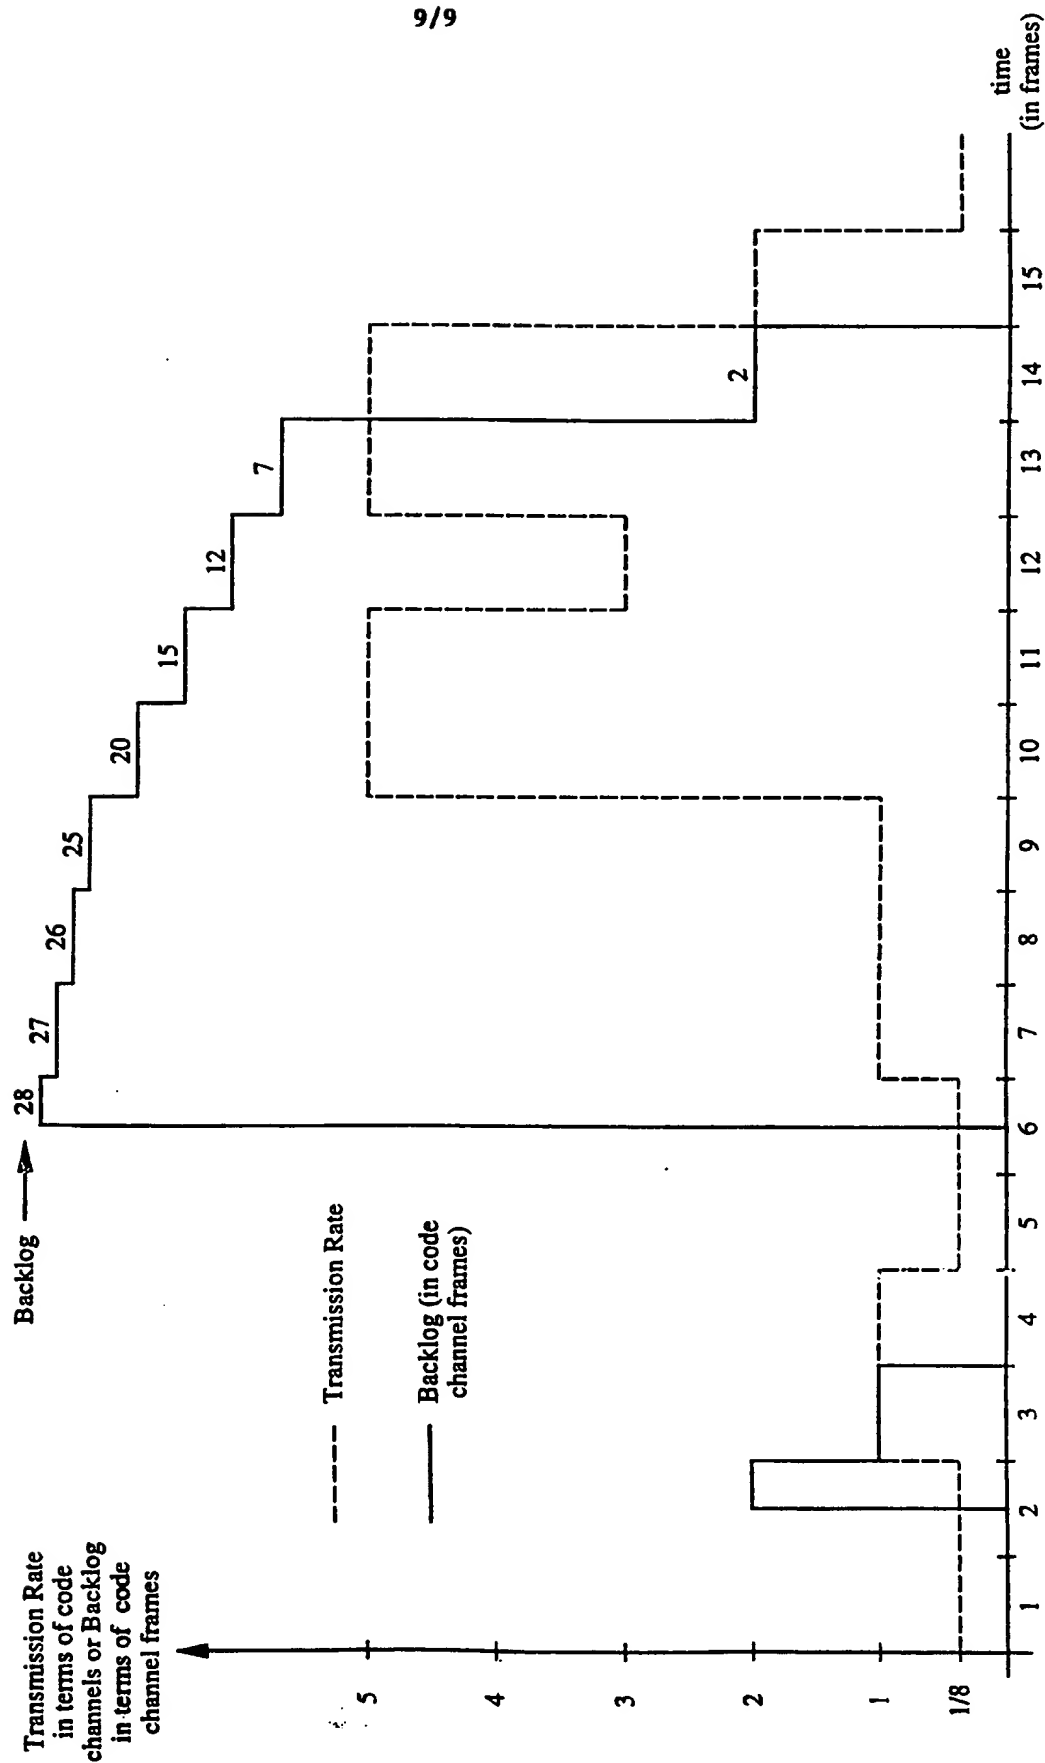 6/6
Transmission Rate
in terms of code
channels or Backlog
in terms of code
channel frames
Backlog
28
27
26
25
20
15
12
7
2
Transmission Rate
Backlog (in code
channel frames)
5
4
3
2
1
1/8
1
2
3
4
5
6
7
8
9
10
11
12
13
14
15
time
(in frames)